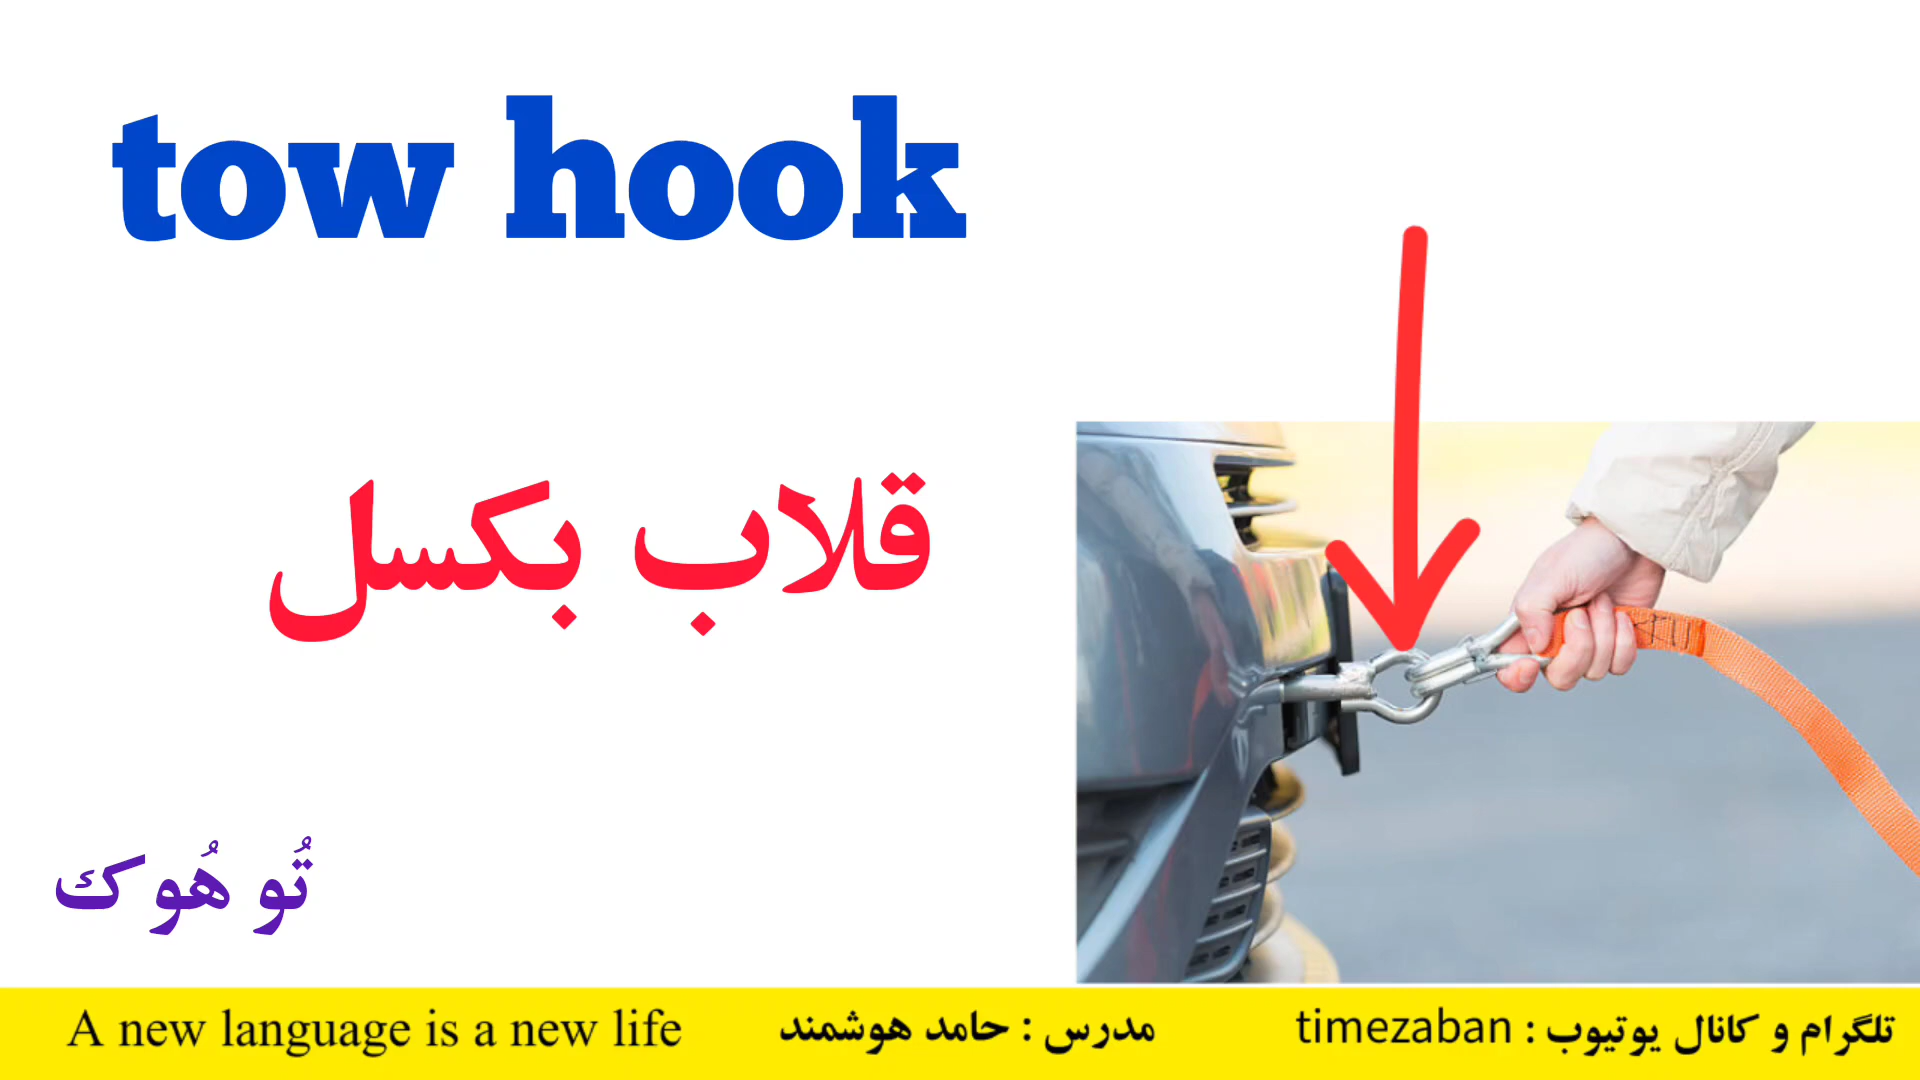 tow hook
قلاب بکسل
تُو هُوک
A new language is a new life
مدرس : حامد هوشمند
تلگرام و کانال یوتیوب : timezaban